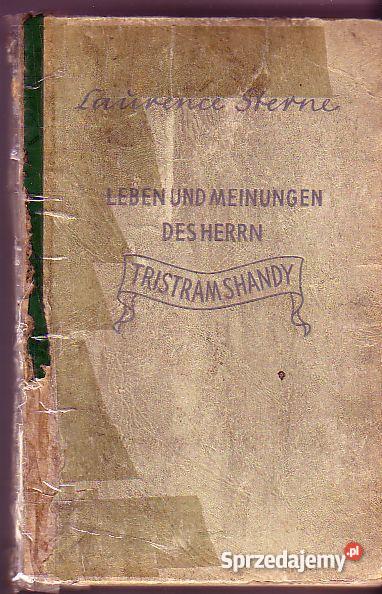 Laurence Sterne
LEBEN UND MEINUNGEN
DES HERRN
TRISTRAM SHANDY
Sprzedajemy.pl